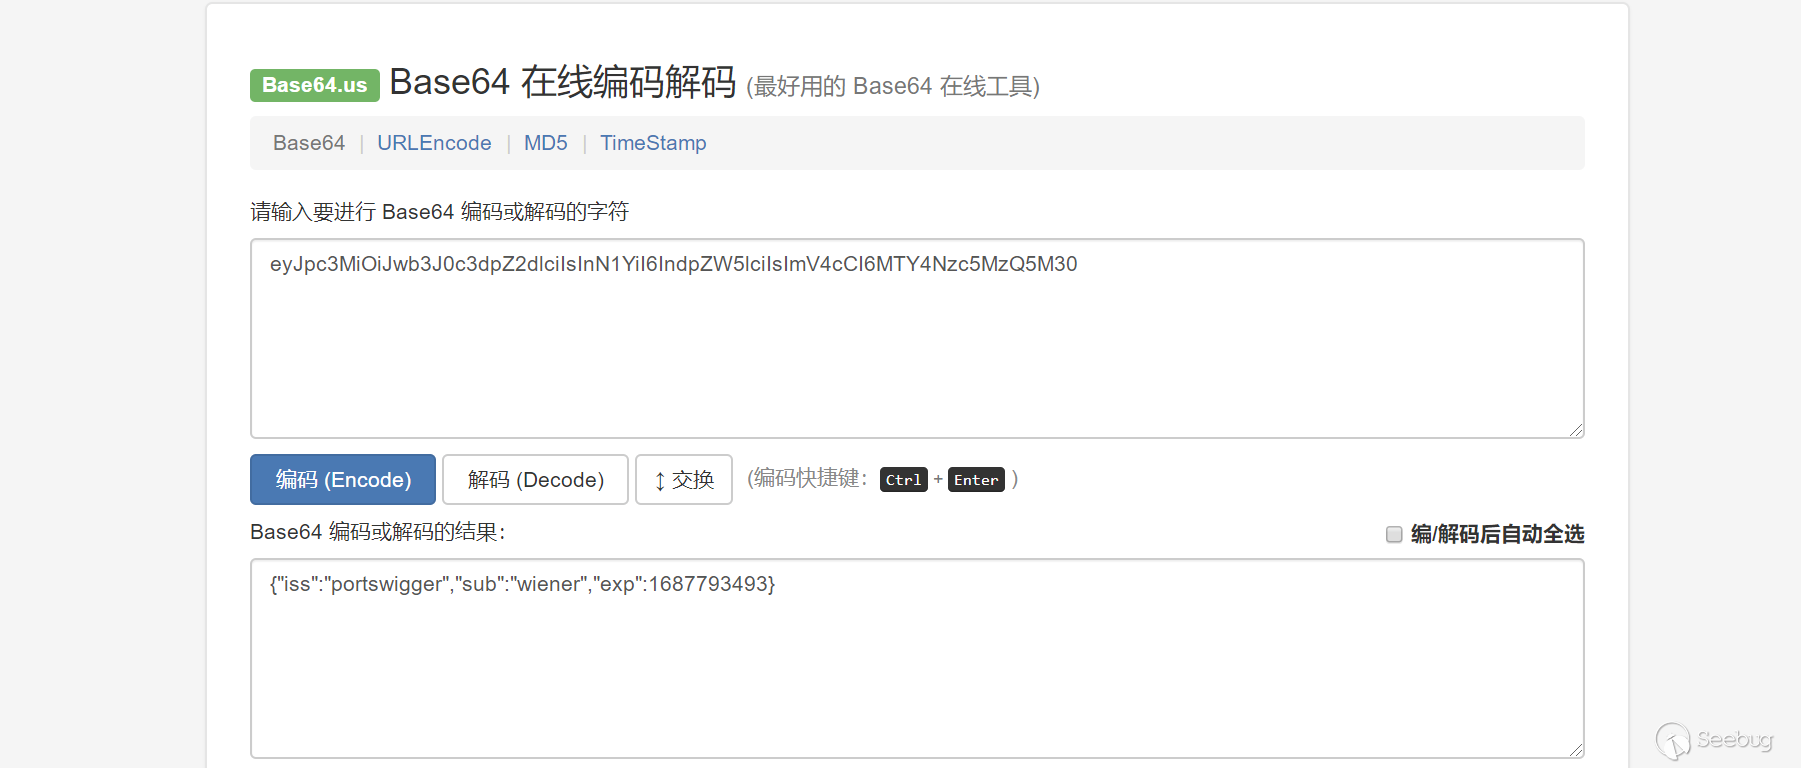 Base64.us Base64 在线编码解码 (最好用的 Base64 在线工具)
Base64 | URLEncode | MD5 | TimeStamp
请输入要进行 Base64 编码或解码的字符
eyJpc3MiOiJwb3J0c3dpZ2dlciIsInN1YiI6IndpZW5lciIsImV4cCI6MTY4Nzc5MzQ5M30
编码 (Encode) 解码 (Decode) ↕ 交换 (编码快捷键： Ctrl + Enter )
Base64 编码或解码的结果： 编/解码后自动全选
{"iss":"portswigger","sub":"wiener","exp":1687793493}
Seebug